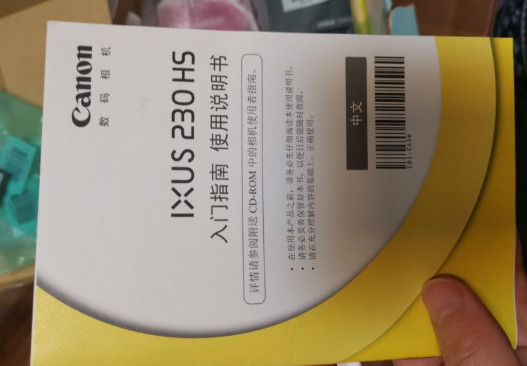 Canon
数码相机
IXUS 230 HS
入门指南 使用说明书
详情请参阅附送 CD-ROM 中的相机使用者指南。
• 在使用本产品之前，请务必先仔细阅读本使用说明书。
• 请务必妥善保管好本书，以便日后能随时查阅。
• 请在充分理解内容的基础上，正确使用。
中文